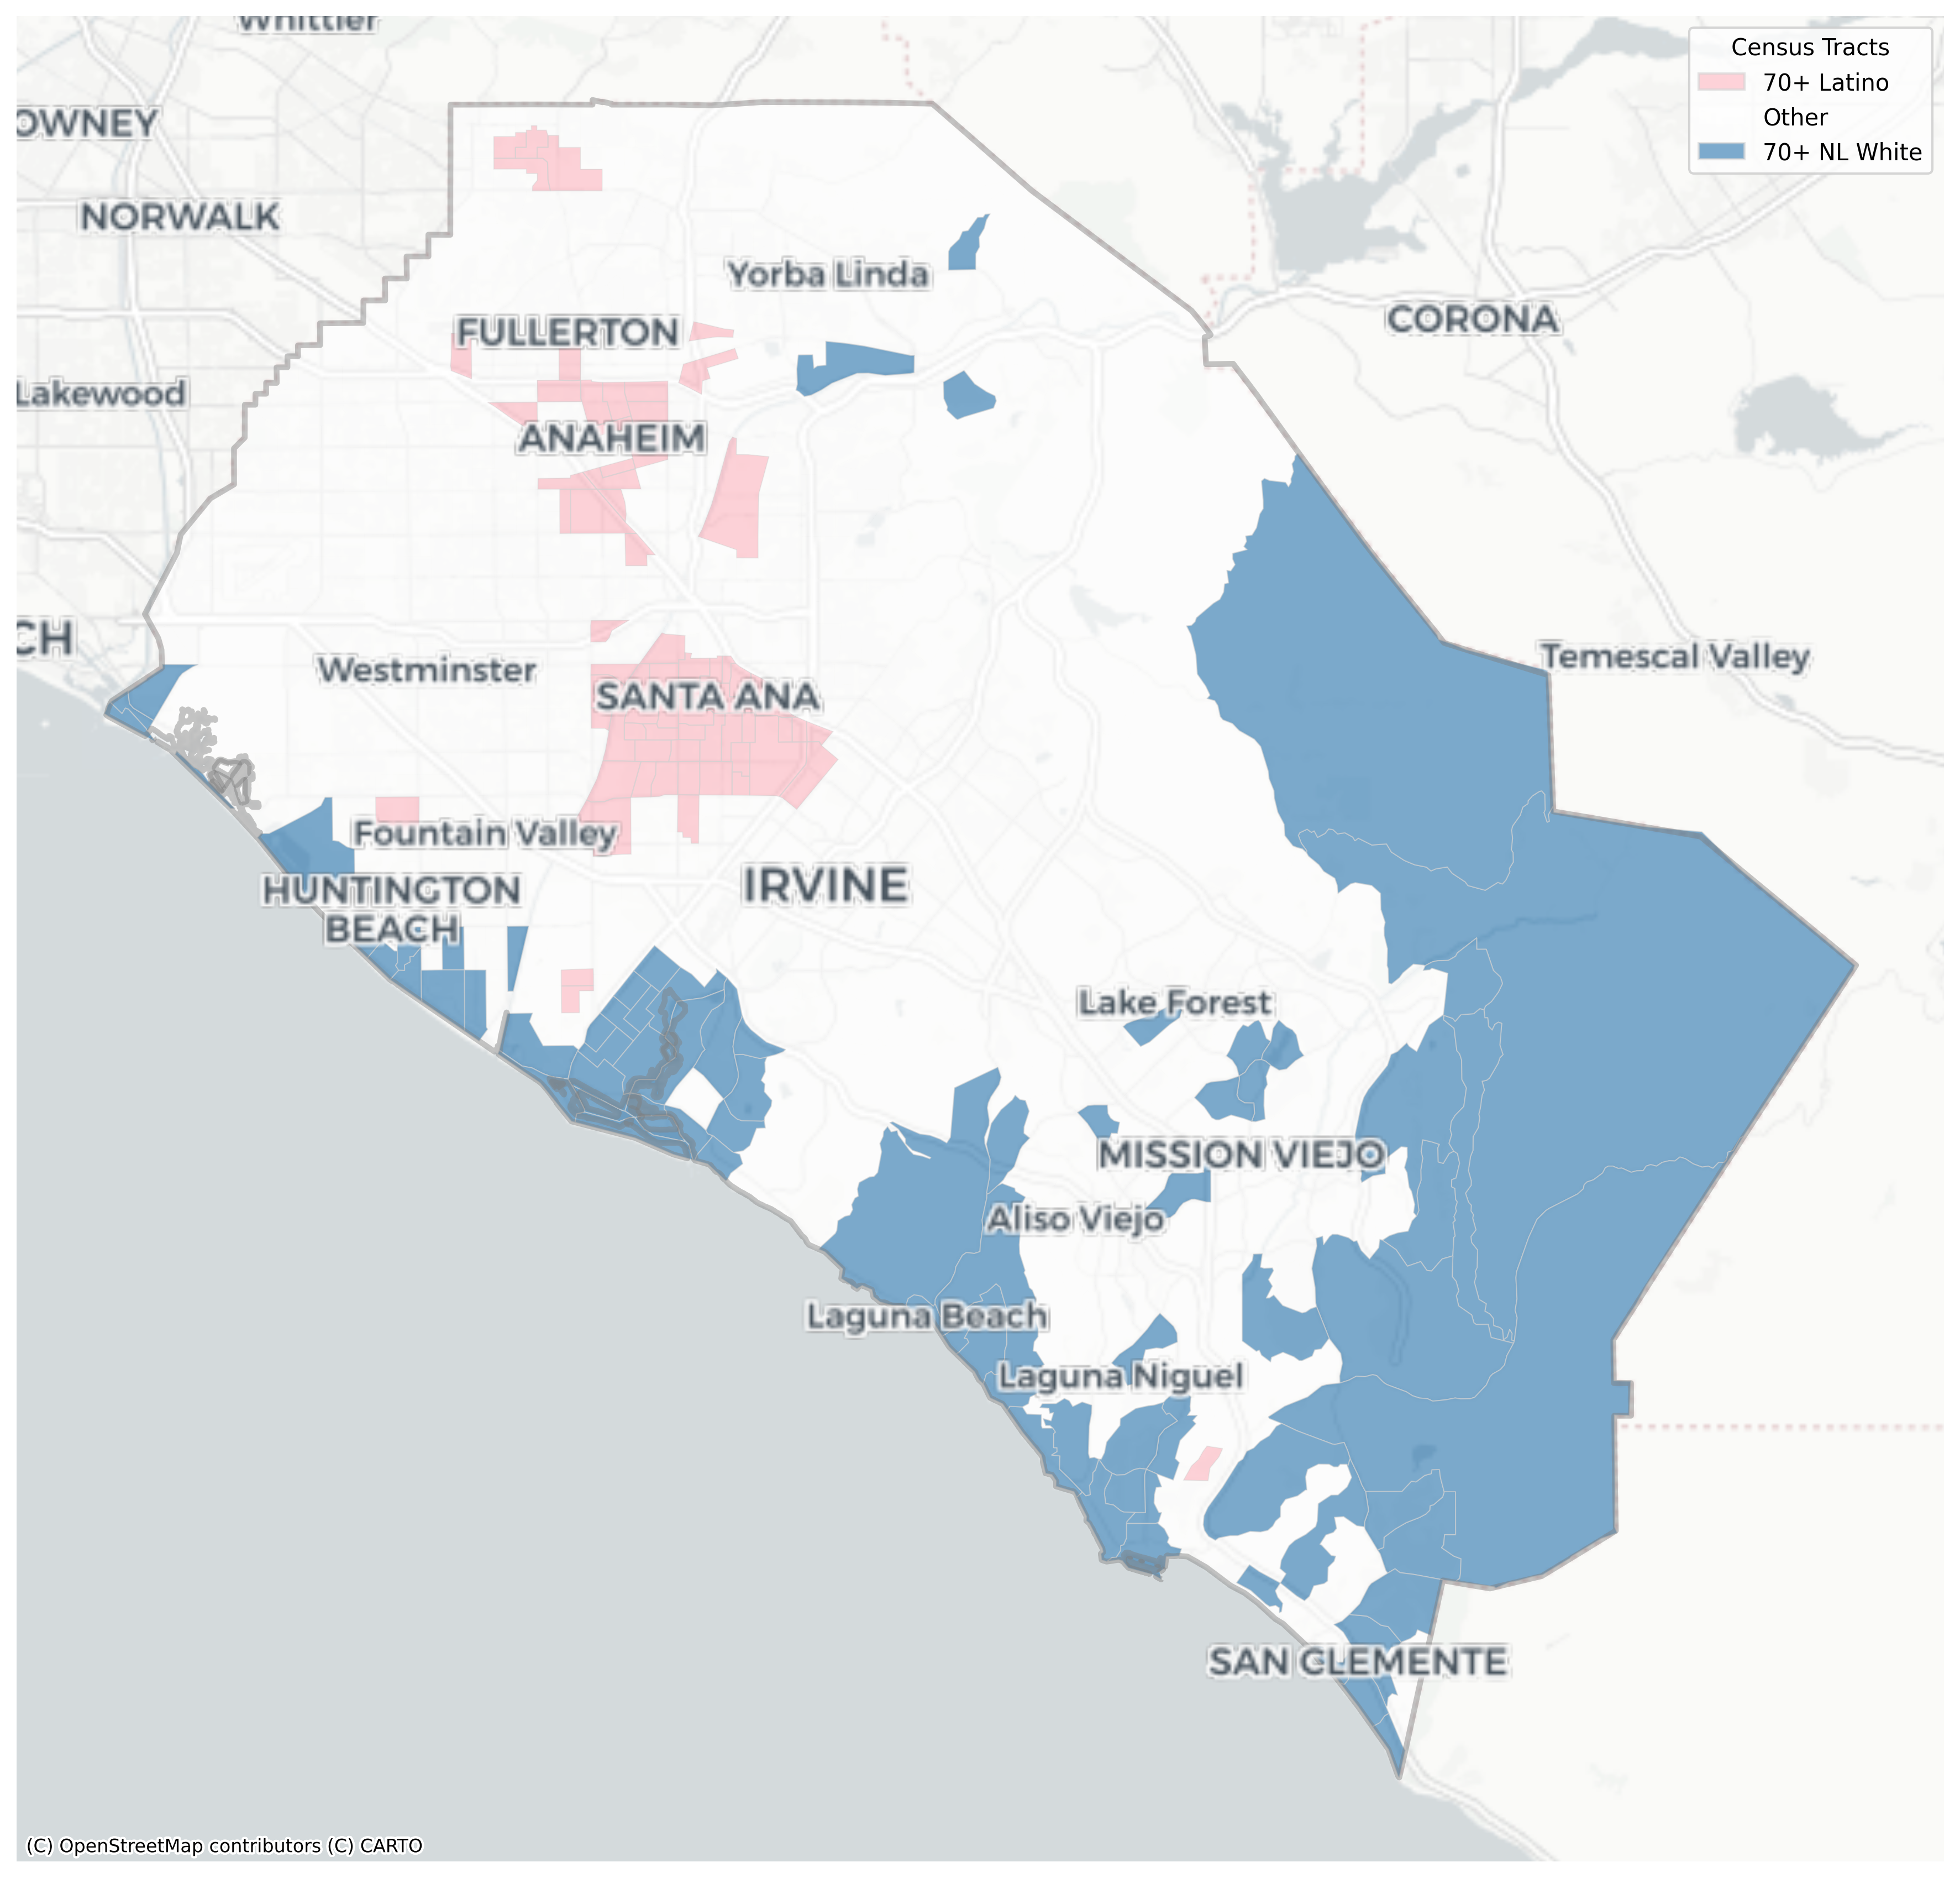 Whittier
Census Tracts
70+ Latino
Other
70+ NL White
OWNEY
NORWALK
Yorba Linda
CORONA
FULLERTON
Lakewood
ANAHEIM
CH
Temescal Valley
Westminster
SANTA ANA
Fountain Valley
IRVINE
HUNTINGTON
BEACH
Lake Forest
MISSION VIEJO
Aliso Viejo
Laguna Beach
Laguna Niguel
SAN CLEMENTE
(C) OpenStreetMap contributors (C) CARTO